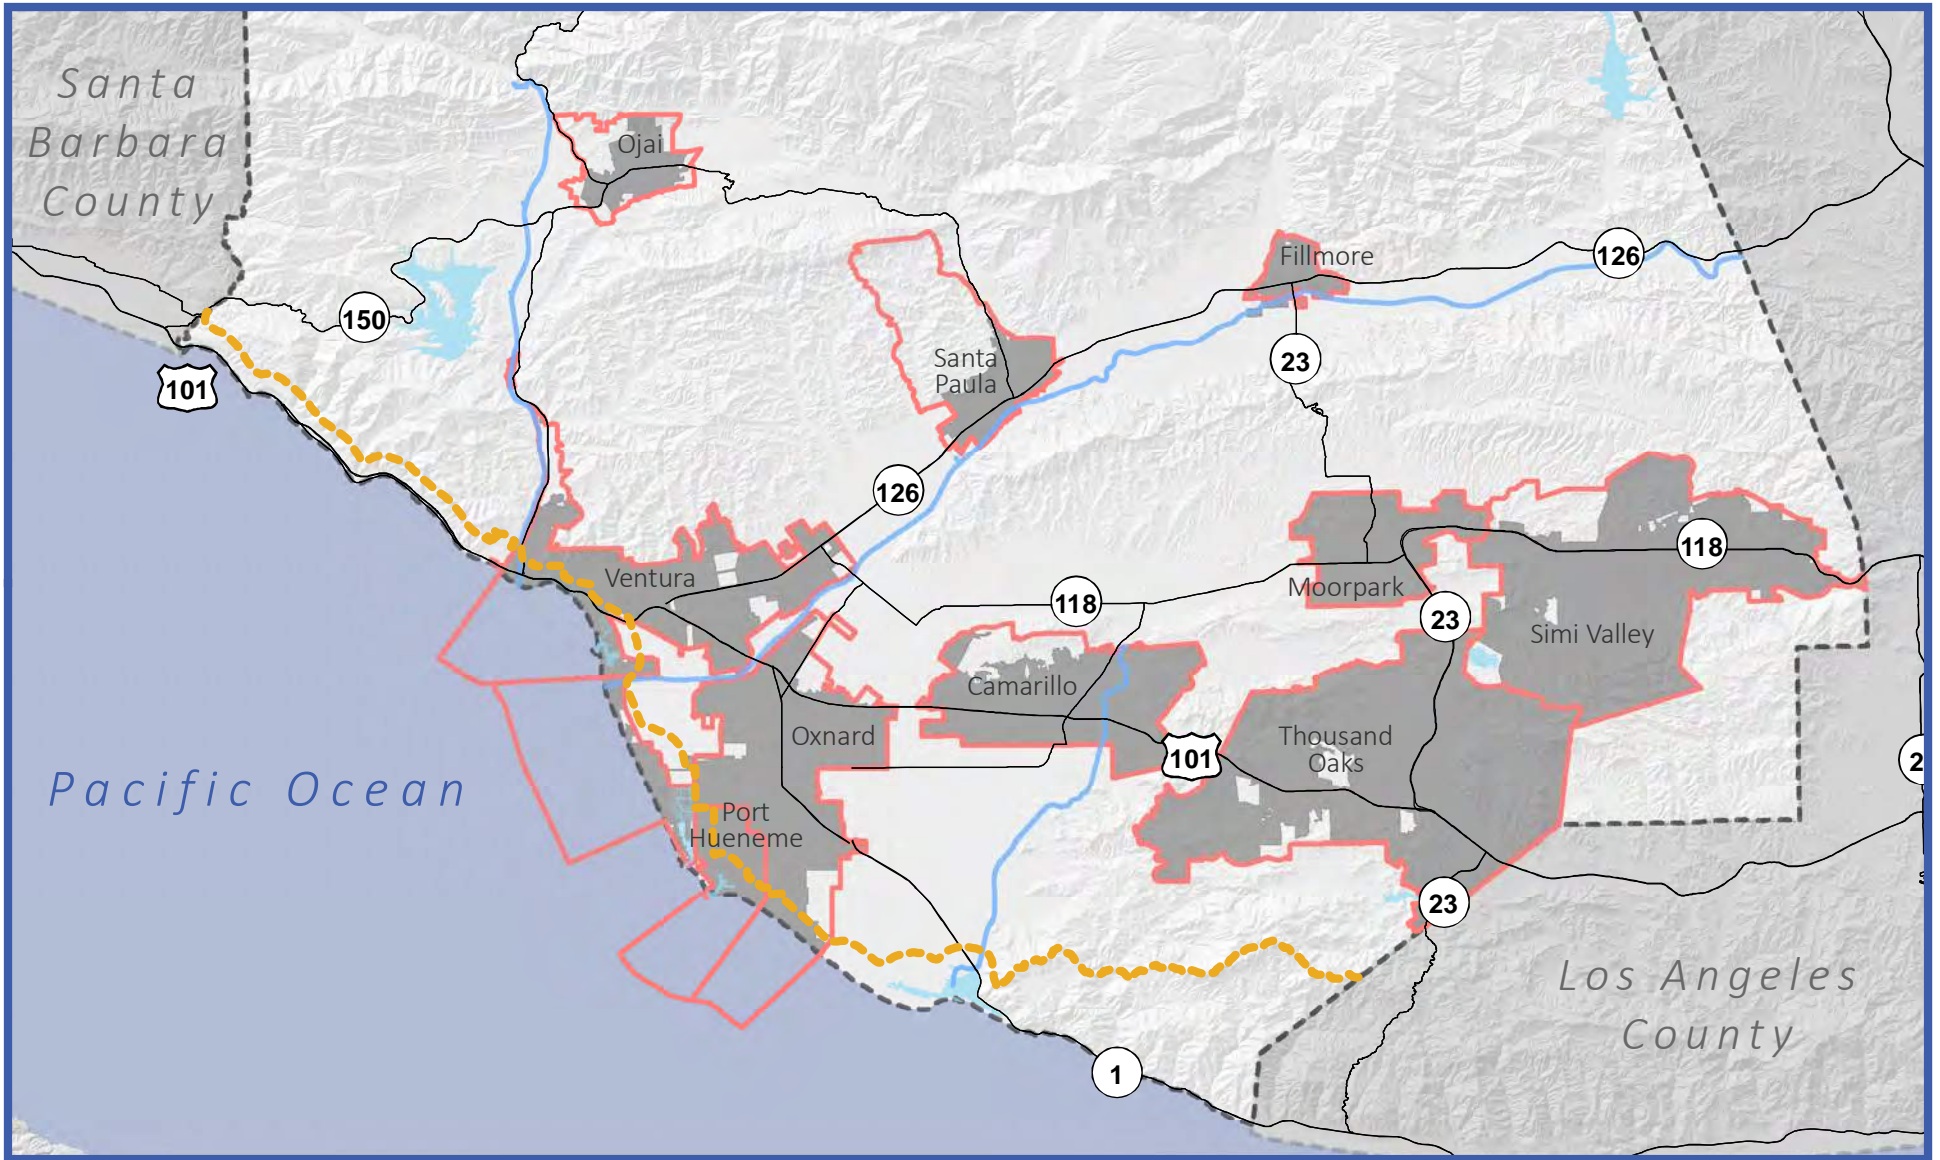 Santa
Barbara
County
Ojai
150
101
Santa
Paula
Fillmore
126
23
126
Ventura
118
Moorpark
23
118
Simi Valley
Camarillo
Oxnard
101
Thousand
Oaks
2
Pacific Ocean
Port
Hueneme
23
Los Angeles
County
1